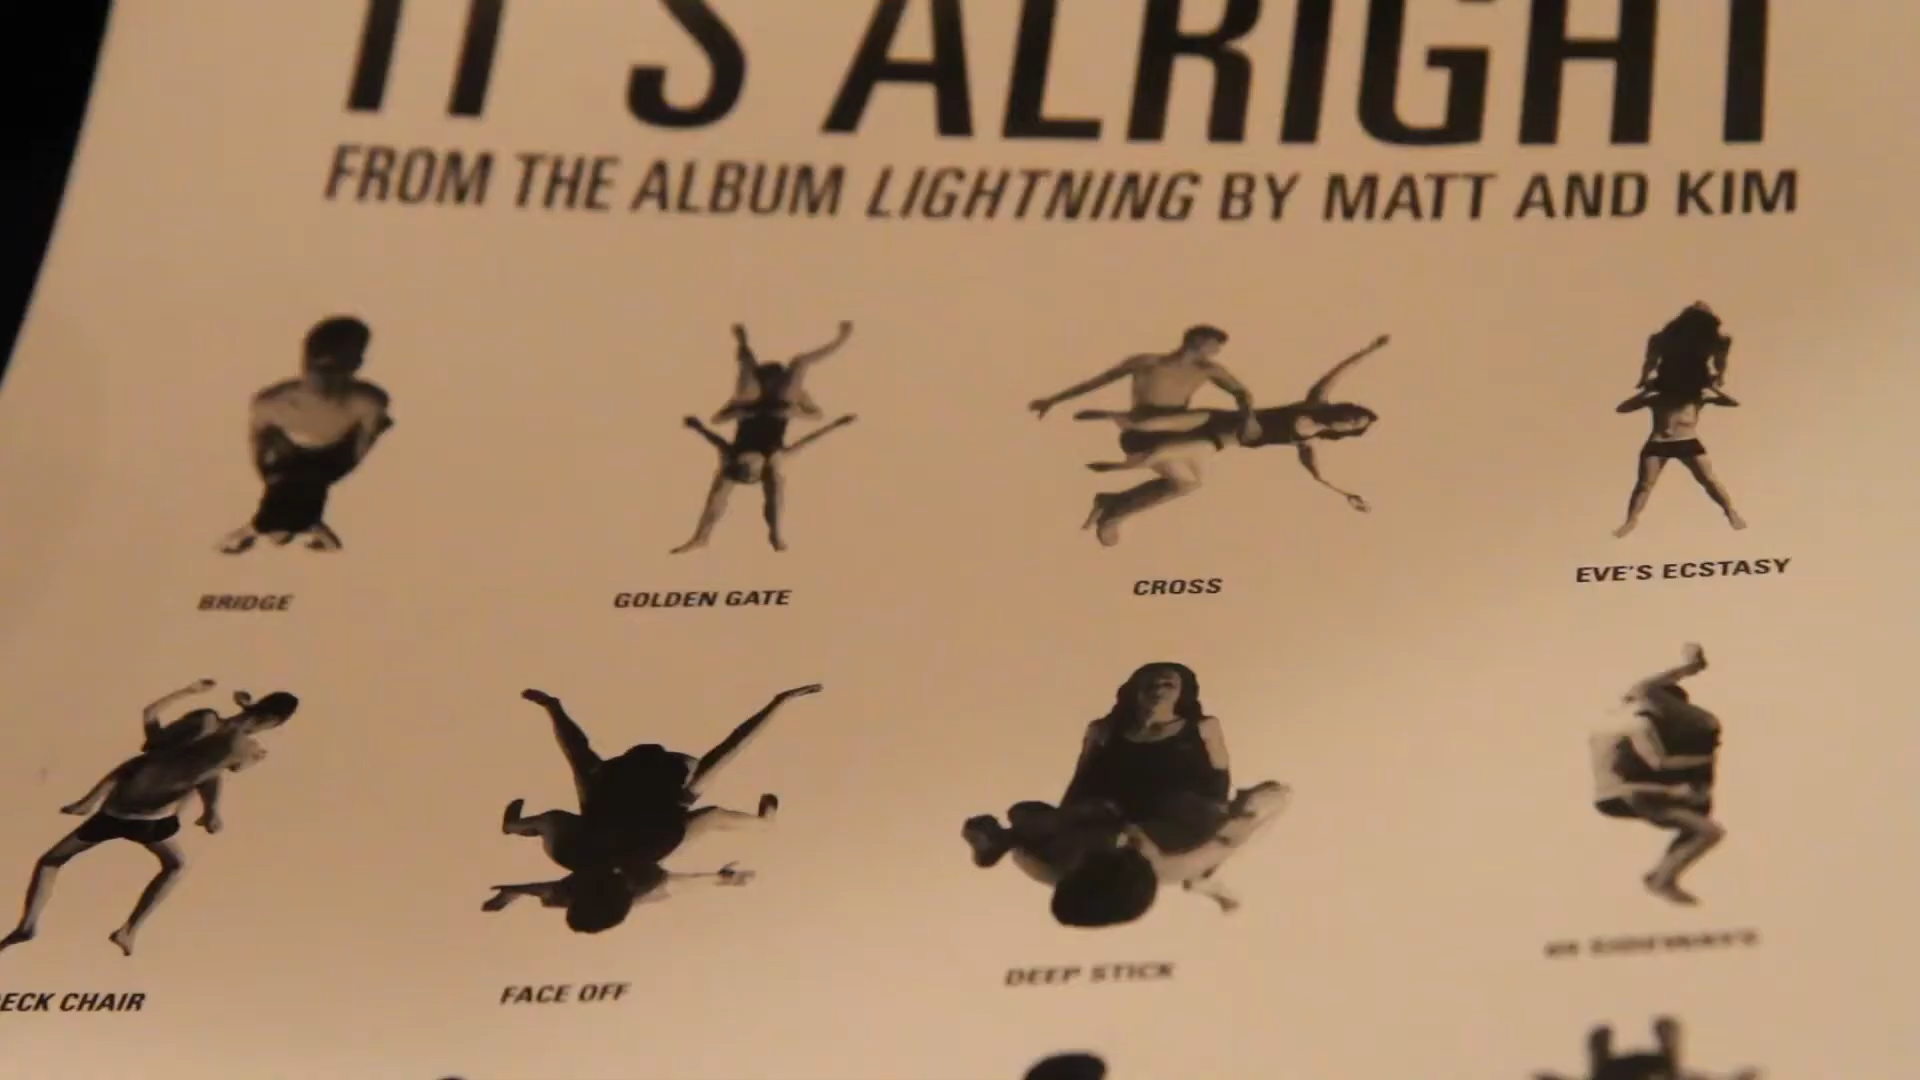 IT'S ALRIGHT
FROM THE ALBUM LIGHTNING BY MATT AND KIM
BRIDGE
GOLDEN GATE
CROSS
EVE'S ECSTASY
ECK CHAIR
FACE OFF
DEEP STICK